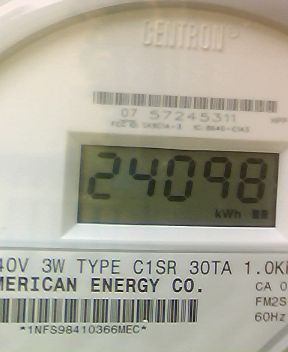 CENTRON®
07 57245311
24098
kWh
40V 3W TYPE C1SR 30TA 1.0K
MERICAN ENERGY CO.
CA 0
FM2S
60Hz
*1NFS98410366MEC*